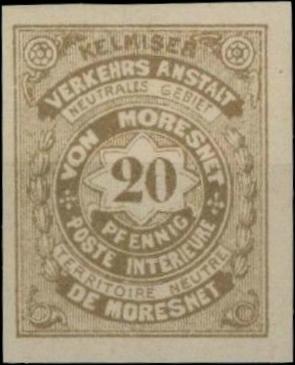 KELMISER
VERKEHRS ANSTALT
NEUTRALES GEBIET
VON MORESNET
20
PFENNIG
POSTE INTERIEURE
TERRITOIRE NEUTRE
DE MORESNET